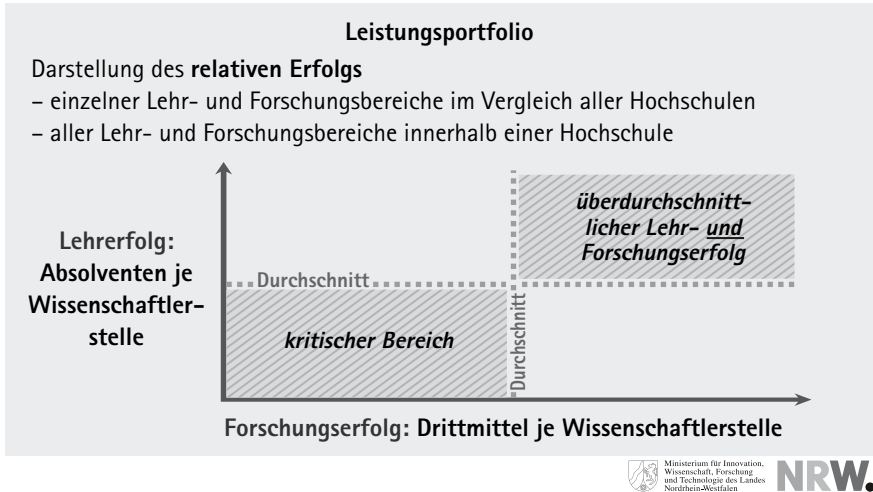 Leistungsportfolio
Darstellung des relativen Erfolgs
– einzelner Lehr- und Forschungsbereiche im Vergleich aller Hochschulen
– aller Lehr- und Forschungsbereiche innerhalb einer Hochschule
überdurchschnitt-
licher Lehr- und
Forschungserfolg
Lehrerfolg:
Absolventen je
Wissenschaftler-
stelle
Durchschnitt
kritischer Bereich
Durchschnitt
Forschungserfolg: Drittmittel je Wissenschaftlerstelle
Ministerium für Innovation,
Wissenschaft, Forschung
und Technologie des Landes
Nordrhein-Westfalen
NRW.